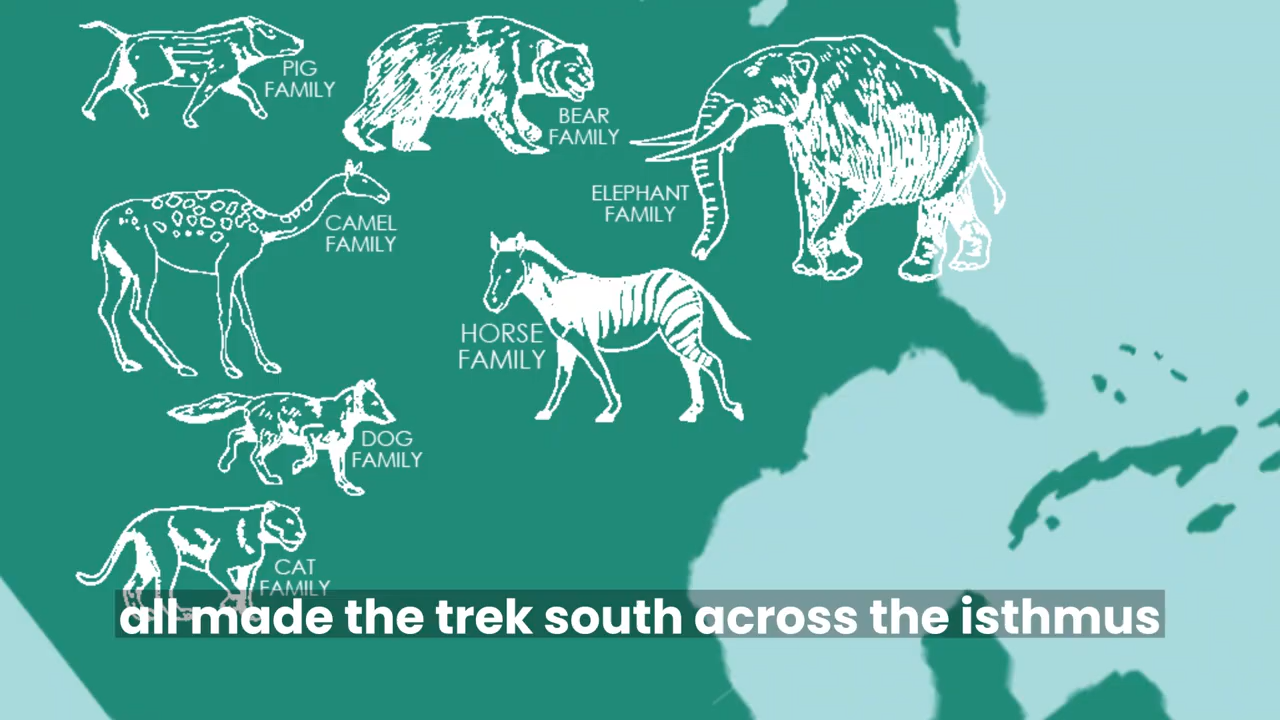 PIG
FAMILY
BEAR
FAMILY
ELEPHANT
FAMILY
CAMEL
FAMILY
HORSE
FAMILY
DOG
FAMILY
CAT
FAMILY
all made the trek south across the isthmus